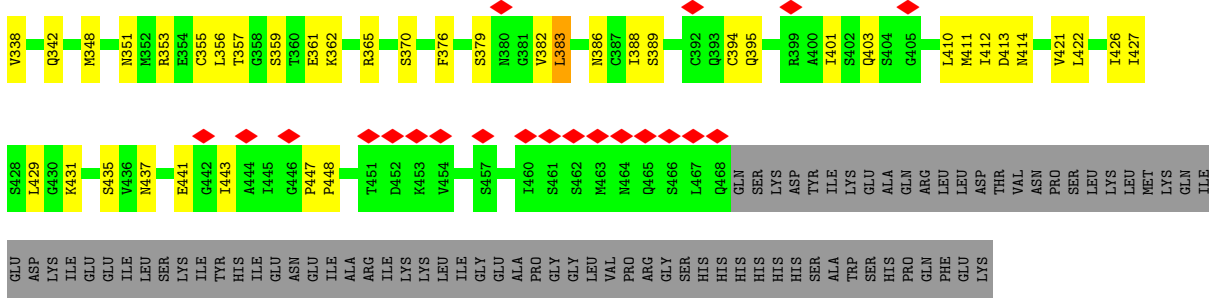 V338 Q342 M348 N351 M352 R353 E354 C355 L356 T357 G358 S359 T360 E361 K362 R365 S370 F376 S379 N380 G381 V382 L383 N386 C387 I388 S389 C392 Q393 C394 Q395 R399 A400 I401 S402 Q403 S404 G405 L410 M411 I412 D413 N414 V421 L422 I426 I427
S428 L429 G430 K431 S435 V436 N437 E441 G442 I443 A444 I445 G446 P447 P448 T451 D452 K453 V454 S457 I460 S461 S462 M463 N464 Q465 S466 L467 Q468 GLN SER LYS ASP TYR ILE LYS GLU ALA GLN ARG LEU LEU ASP THR VAL ASN PRO SER LEU LYS LEU MET LYS GLN ILE
GLU ASP LYS ILE GLU GLU ILE LEU SER LYS ILE TYR HIS ILE GLU ASN GLU ILE ALA ARG ILE LYS LYS LEU ILE GLY GLU ALA PRO GLY GLY LEU VAL PRO ARG GLY SER HIS HIS HIS HIS HIS HIS SER ALA TRP SER HIS PRO GLN PHE GLU LYS